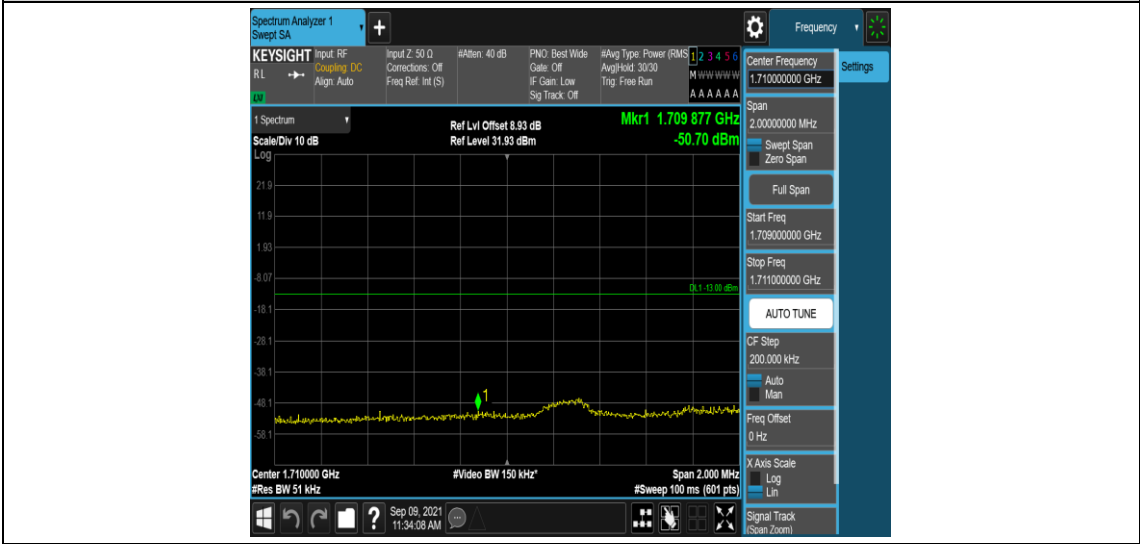 Spectrum Analyzer 1
Swept SA
+
Frequency
KEYSIGHT
RL
LNI
Input: RF
Coupling: DC
Align: Auto
Input Z: 50 Ω
Corrections: Off
Freq Ref: Int (S)
#Atten: 40 dB
PNO: Best Wide
Gate: Off
IF Gain: Low
Sig Track: Off
#Avg Type: Power (RMS
Avg|Hold: 30/30
Trig: Free Run
1 2 3 4 5 6
M W W W W W
A A A A A A
1 Spectrum
Scale/Div 10 dB
Log
Ref Lvl Offset 8.93 dB
Ref Level 31.93 dBm
Mkr1 1.709 877 GHz
-50.70 dBm
21.9
11.9
1.93
-8.07
DL1 -13.00 dBm
-18.1
-28.1
-38.1
1
-48.1
-58.1
Center 1.710000 GHz
#Res BW 51 kHz
#Video BW 150 kHz*
Span 2.000 MHz
#Sweep 100 ms (601 pts)
?
Sep 09, 2021
11:34:08 AM
Center Frequency
1.710000000 GHz
Settings
Span
2.00000000 MHz
Swept Span
Zero Span
Full Span
Start Freq
1.709000000 GHz
Stop Freq
1.711000000 GHz
AUTO TUNE
CF Step
200.000 kHz
Auto
Man
Freq Offset
0 Hz
X Axis Scale
Log
Lin
Signal Track
(Span Zoom)